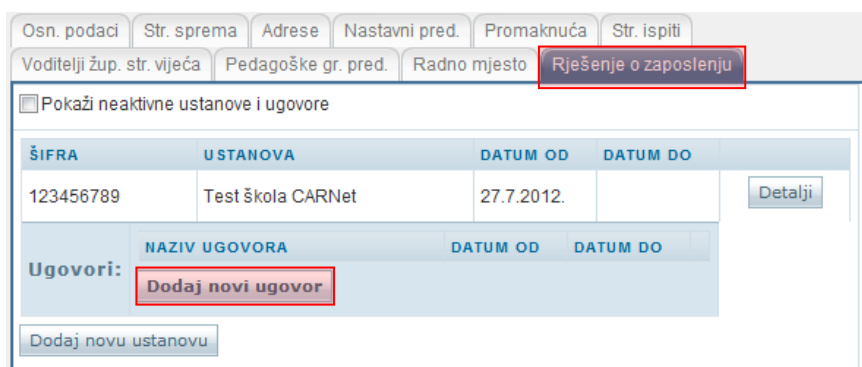 Osn. podaci Str. sprema Adrese Nastavni pred. Promaknuća Str. ispiti
Voditelji žup. str. vijeća Pedagoške gr. pred. Radno mjesto Rješenje o zaposlenju
Pokaži neaktivne ustanove i ugovore
ŠIFRA USTANOVA DATUM OD DATUM DO
123456789 Test škola CARNet 27.7.2012. Detalji
NAZIV UGOVORA DATUM OD DATUM DO
Ugovori:
Dodaj novi ugovor
Dodaj novu ustanovu